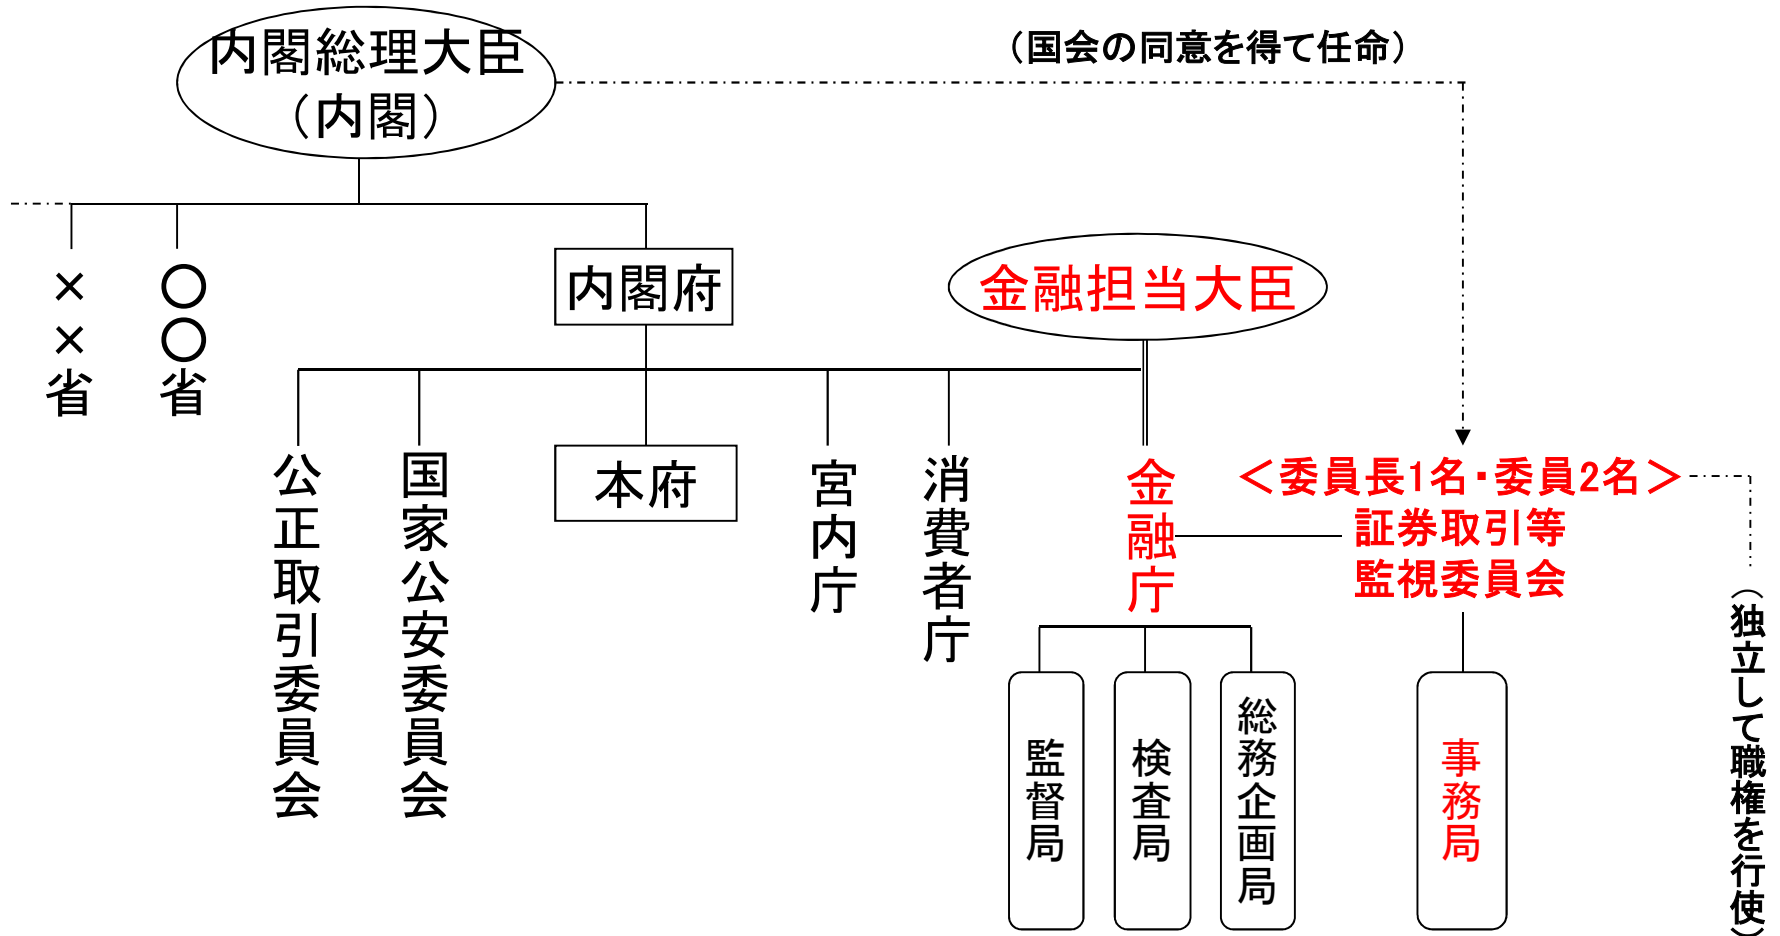 内閣総理大臣
（内閣）
（国会の同意を得て任命）
××省
〇〇省
内閣府
金融担当大臣
公正取引委員会
国家公安委員会
本府
宮内庁
消費者庁
金融庁
＜委員長1名・委員2名＞
証券取引等
監視委員会
（独立して職権を行使）
監督局
検査局
総務企画局
事務局